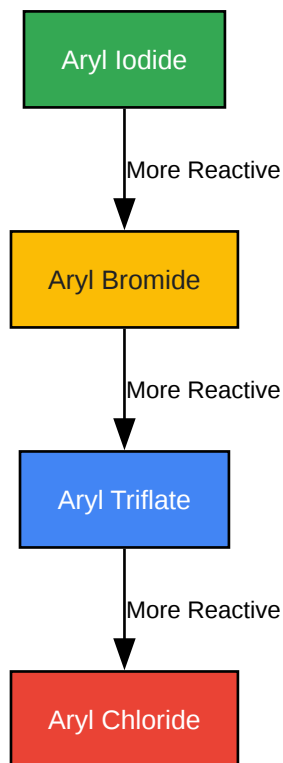 Aryl Iodide
More Reactive
Aryl Bromide
More Reactive
Aryl Triflate
More Reactive
Aryl Chloride